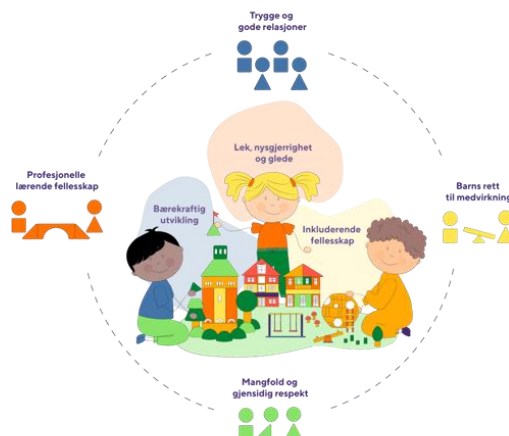 Trygge og
gode relasjoner
Lek, nysgjerrighet
og glede
Profesjonelle
lærende fellesskap
Bærekraftig
utvikling
Inkluderende
fellesskap
Barns rett
til medvirkning
Mangfold og
gjensidig respekt